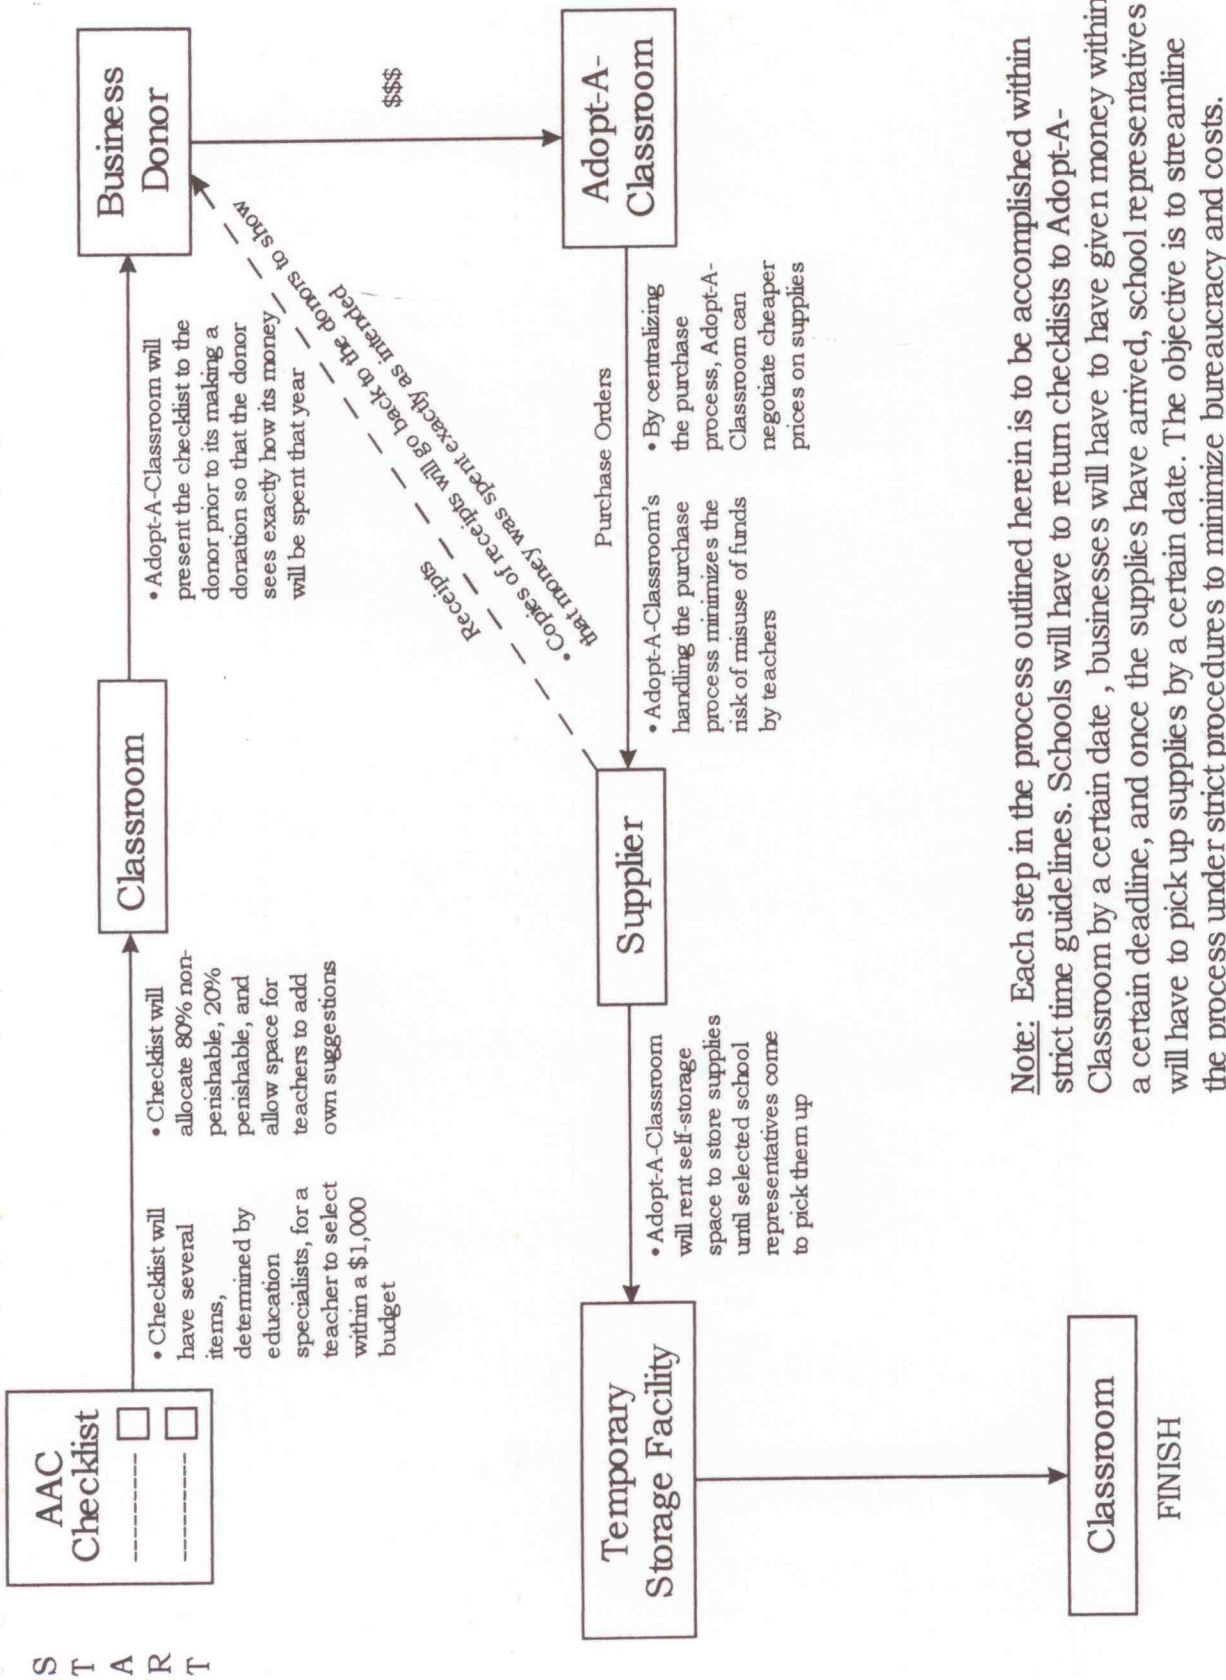 S
T
A
R
T
AAC
Checklist
• Checklist will
have several
items,
determined by
education
specialists, for a
teacher to select
within a $1,000
budget
• Checklist will
allocate 80% non-
perishable, 20%
perishable, and
allow space for
teachers to add
own suggestions
Classroom
• Adopt-A-Classroom will
present the checklist to the
donor prior to its making a
donation so that the donor
sees exactly how its money
will be spent that year
Business
Donor
$$$
Receipts
• Copies of receipts will go back to the donors to show
that money was spent exactly as intended
Adopt-A-
Classroom
Purchase Orders
• Adopt-A-Classroom's
handling the purchase
process minimizes the
risk of misuse of funds
by teachers
• By centralizing
the purchase
process, Adopt-A-
Classroom can
negotiate cheaper
prices on supplies
Supplier
• Adopt-A-Classroom
will rent self-storage
space to store supplies
until selected school
representatives come
to pick them up
Temporary
Storage Facility
Classroom
FINISH
Note: Each step in the process outlined herein is to be accomplished within
strict time guidelines. Schools will have to return checklists to Adopt-A-
Classroom by a certain date , businesses will have to have given money within
a certain deadline, and once the supplies have arrived, school representatives
will have to pick up supplies by a certain date. The objective is to streamline
the process under strict procedures to minimize bureaucracy and costs.